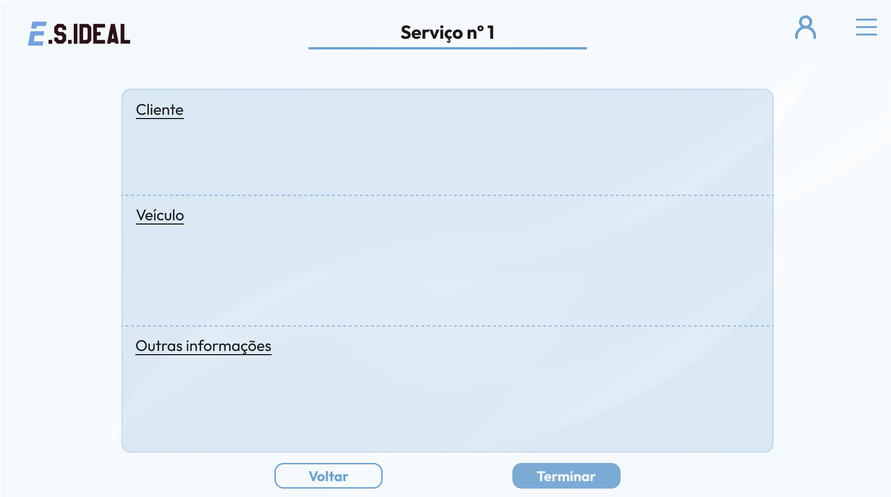 E.S.IDEAL
Serviço nº 1
Cliente
Veículo
Outras informações
Voltar
Terminar